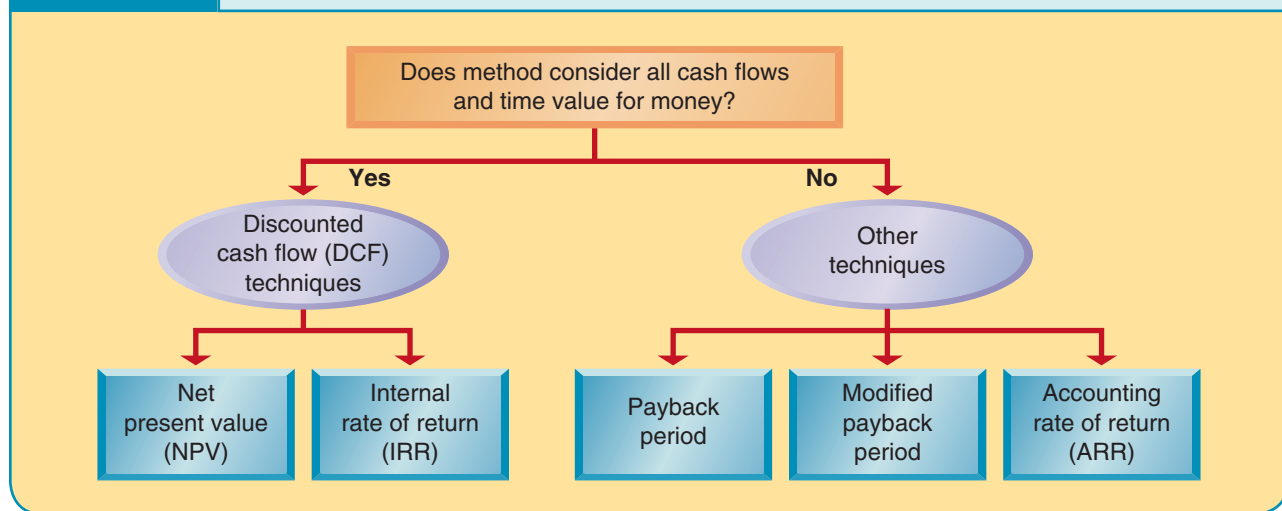 Does method consider all cash flows
and time value for money?
Yes
No
Discounted
cash flow (DCF)
techniques
Other
techniques
Net
present value
(NPV)
Internal
rate of return
(IRR)
Payback
period
Modified
payback
period
Accounting
rate of return
(ARR)